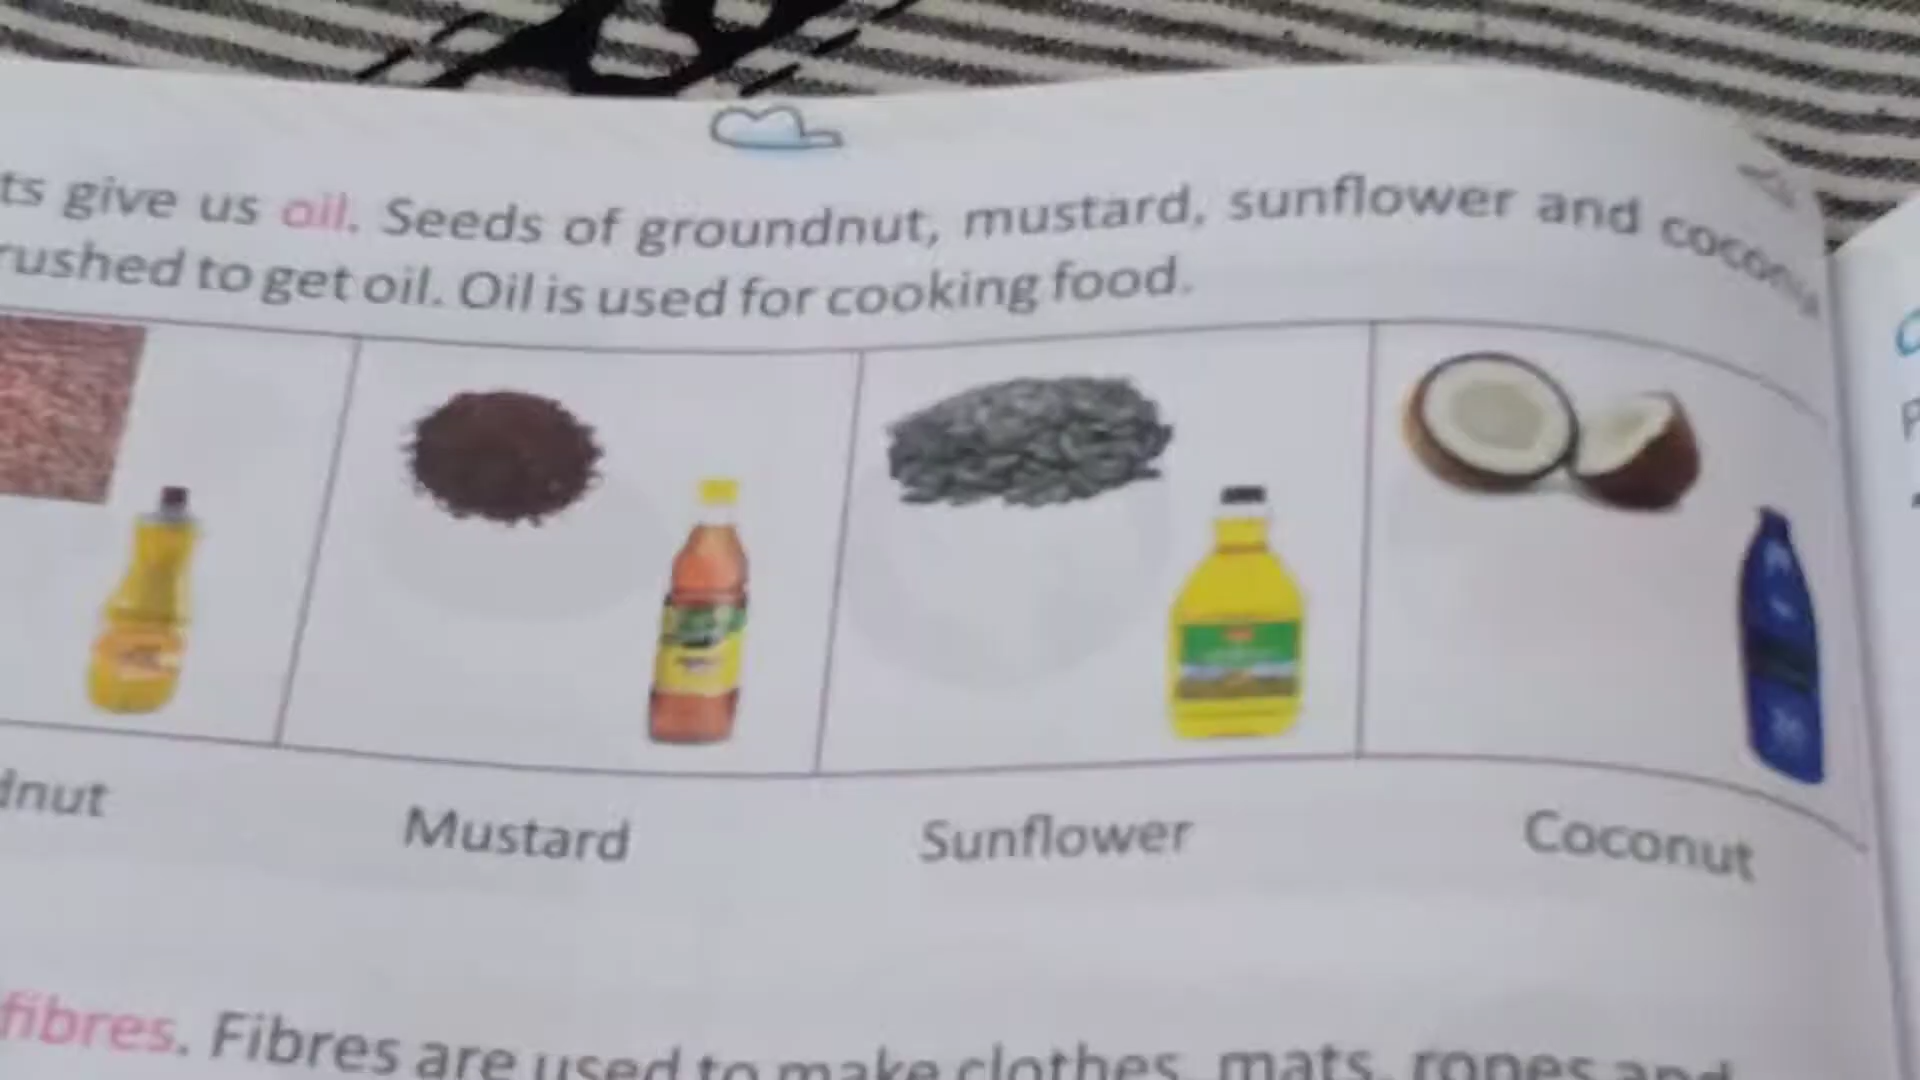 ts give us oil. Seeds of groundnut, mustard, sunflower and coconu
rushed to get oil. Oil is used for cooking food.
dnut Mustard Sunflower Coconut
fibres. Fibres are used to make clothes, mats, ropes and